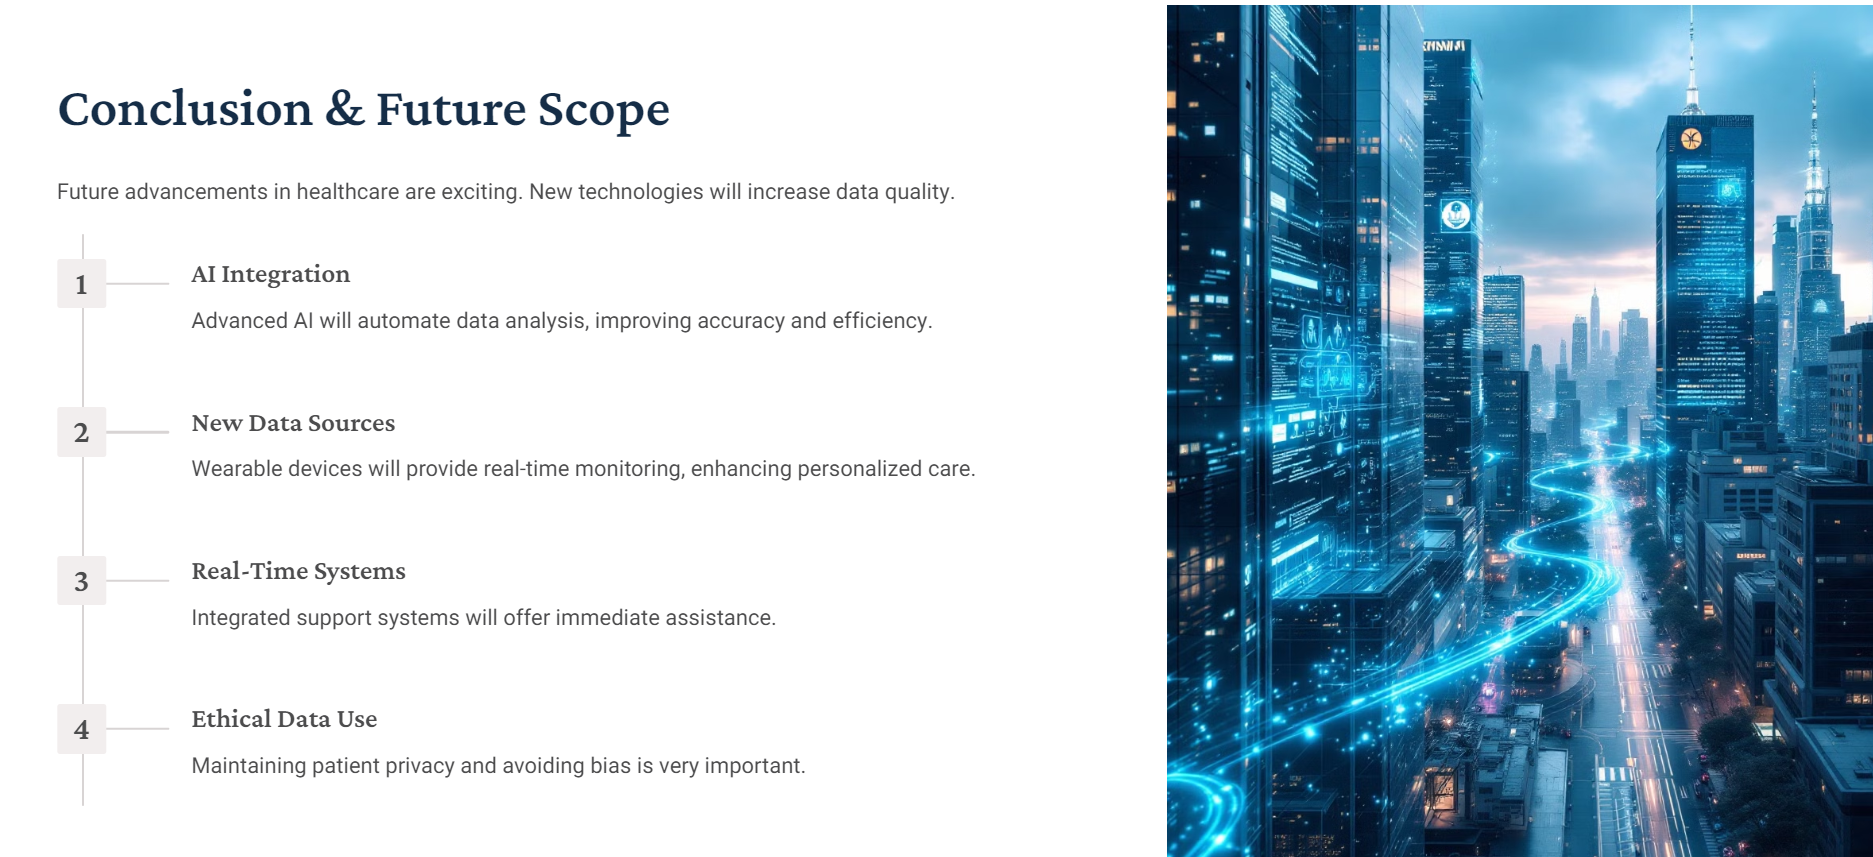 Conclusion & Future Scope
Future advancements in healthcare are exciting. New technologies will increase data quality.
1
AI Integration
Advanced AI will automate data analysis, improving accuracy and efficiency.
2
New Data Sources
Wearable devices will provide real-time monitoring, enhancing personalized care.
3
Real-Time Systems
Integrated support systems will offer immediate assistance.
4
Ethical Data Use
Maintaining patient privacy and avoiding bias is very important.